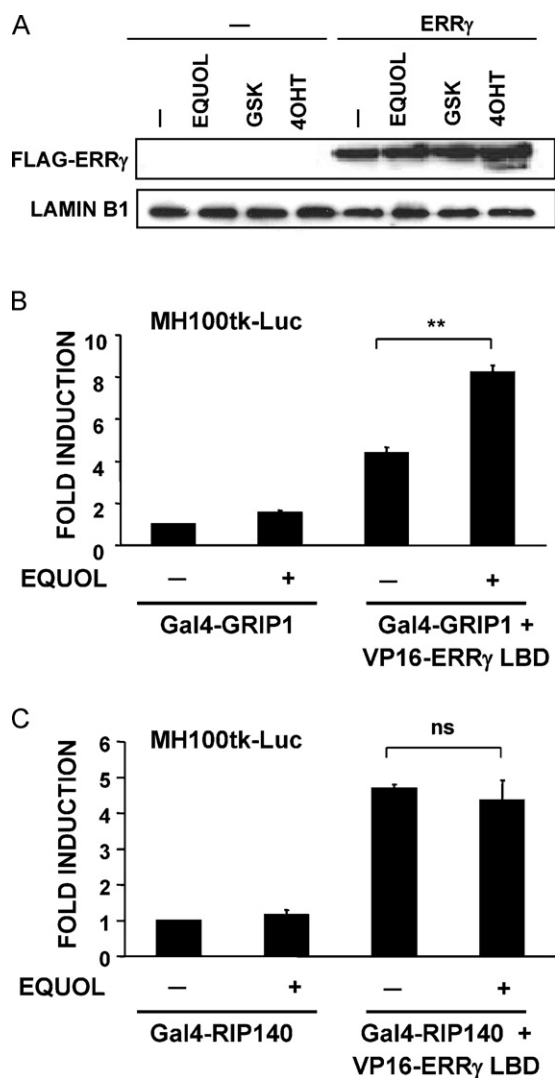 A
— ERRγ
— EQUOL GSK 4OHT — EQUOL GSK 4OHT
FLAG-ERRγ
LAMIN B1
B
MH100tk-Luc
**
FOLD INDUCTION
10
8
6
4
2
0
EQUOL — + — +
Gal4-GRIP1 Gal4-GRIP1 +
VP16-ERRγ LBD
C
MH100tk-Luc
ns
FOLD INDUCTION
6
5
4
3
2
1
0
EQUOL — + — +
Gal4-RIP140 Gal4-RIP140 +
VP16-ERRγ LBD